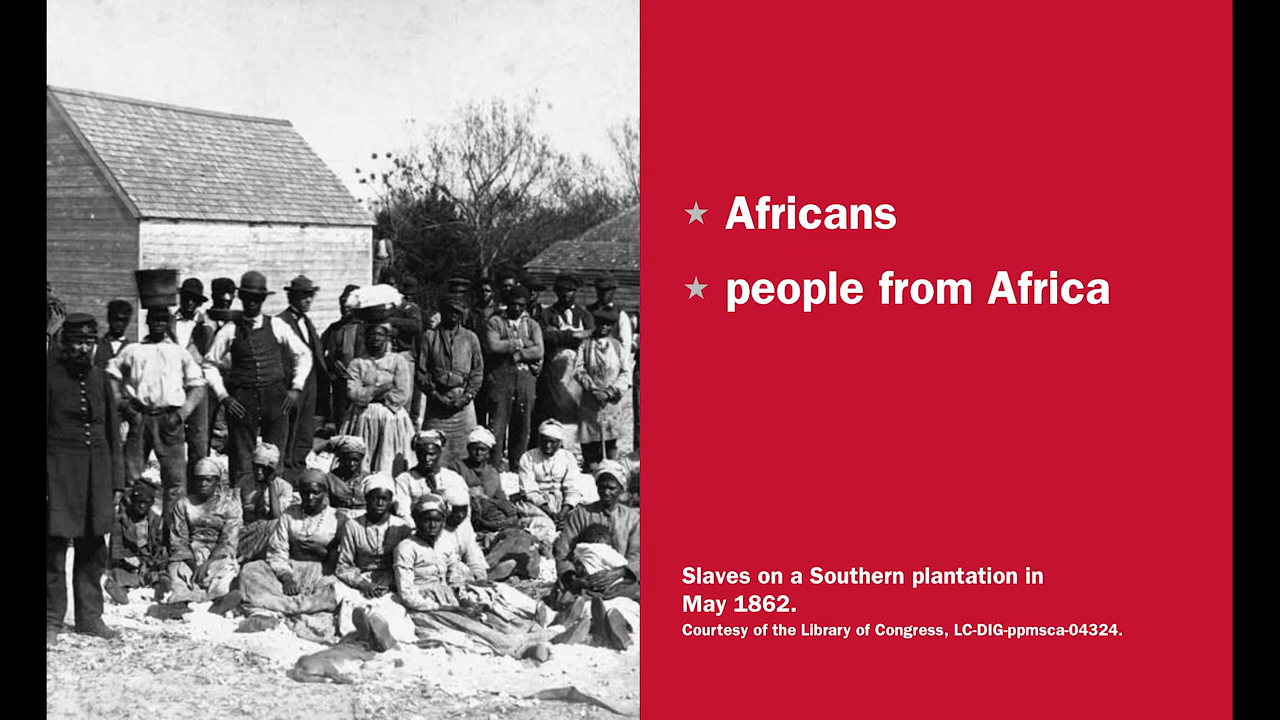 Africans
people from Africa
Slaves on a Southern plantation in
May 1862.
Courtesy of the Library of Congress, LC-DIG-ppmsca-04324.